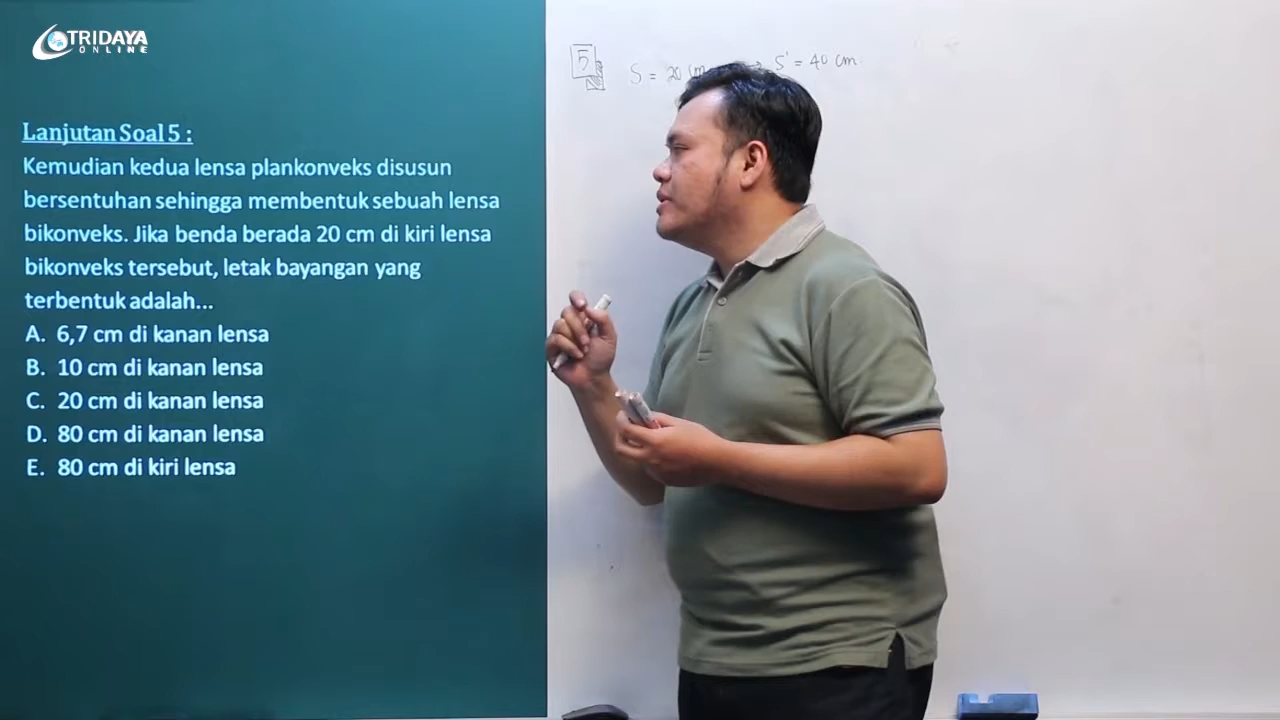 TRIDAYA
ONLINE
Lanjutan Soal 5 :
Kemudian kedua lensa plankonveks disusun
bersentuhan sehingga membentuk sebuah lensa
bikonveks. Jika benda berada 20 cm di kiri lensa
bikonveks tersebut, letak bayangan yang
terbentuk adalah...
A. 6,7 cm di kanan lensa
B. 10 cm di kanan lensa
C. 20 cm di kanan lensa
D. 80 cm di kanan lensa
E. 80 cm di kiri lensa
5
S = 20 cm S' = 40 cm